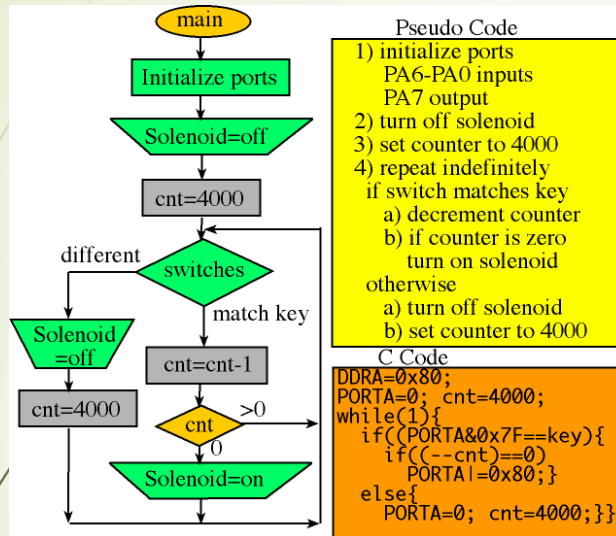 main
Initialize ports
Solenoid=off
cnt=4000
different
switches
match key
Solenoid
=off
cnt=cnt-1
cnt=4000
cnt
>0
0
Solenoid=on
Pseudo Code
1) initialize ports
PA6-PA0 inputs
PA7 output
2) turn off solenoid
3) set counter to 4000
4) repeat indefinitely
if switch matches key
a) decrement counter
b) if counter is zero
turn on solenoid
otherwise
a) turn off solenoid
b) set counter to 4000
C Code
DDRA=0x80;
PORTA=0; cnt=4000;
while(1){
if((PORTA&0x7F==key){
if((--cnt)==0)
PORTA|=0x80;}
else{
PORTA=0; cnt=4000;}}